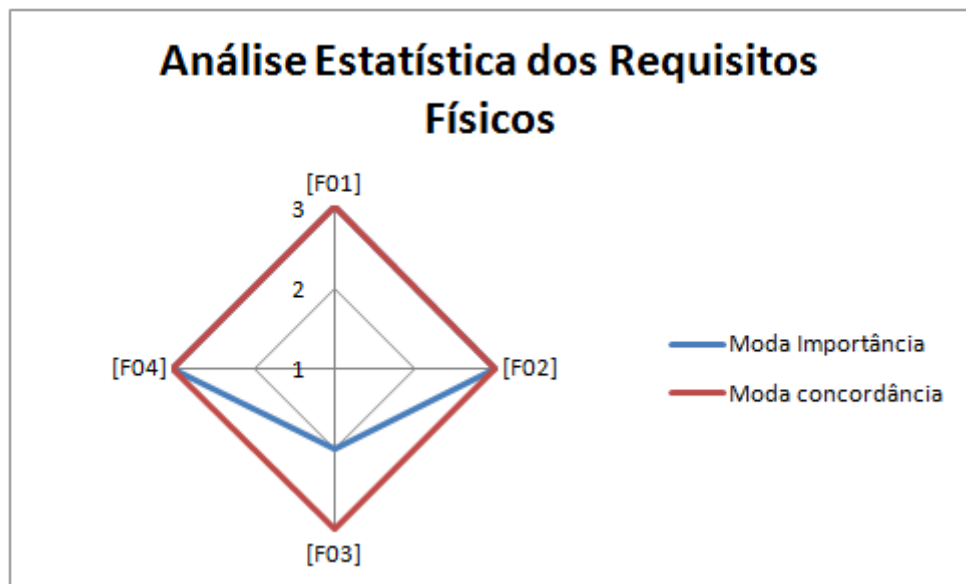 Análise Estatística dos Requisitos
Físicos
[F01]
3
2
[F04]
1
[F02]
Moda Importância
Moda concordância
[F03]